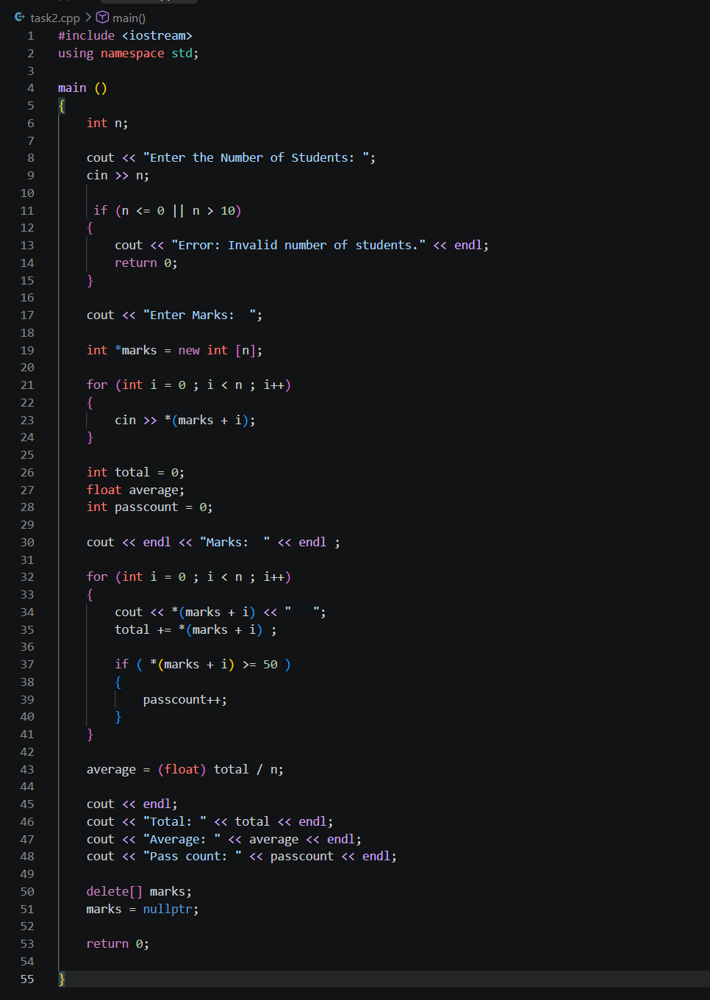 task2.cpp > main()
1 #include <iostream>
2 using namespace std;
3
4 main ()
5 {
6     int n;
7
8     cout << "Enter the Number of Students: ";
9     cin >> n;
10
11      if (n <= 0 || n > 10)
12     {
13         cout << "Error: Invalid number of students." << endl;
14         return 0;
15     }
16
17     cout << "Enter Marks:  ";
18
19     int *marks = new int [n];
20
21     for (int i = 0 ; i < n ; i++)
22     {
23         cin >> *(marks + i);
24     }
25
26     int total = 0;
27     float average;
28     int passcount = 0;
29
30     cout << endl << "Marks:  " << endl ;
31
32     for (int i = 0 ; i < n ; i++)
33     {
34         cout << *(marks + i) << "   ";
35         total += *(marks + i) ;
36
37         if ( *(marks + i) >= 50 )
38         {
39             passcount++;
40         }
41     }
42
43     average = (float) total / n;
44
45     cout << endl;
46     cout << "Total: " << total << endl;
47     cout << "Average: " << average << endl;
48     cout << "Pass count: " << passcount << endl;
49
50     delete[] marks;
51     marks = nullptr;
52
53     return 0;
54
55 }